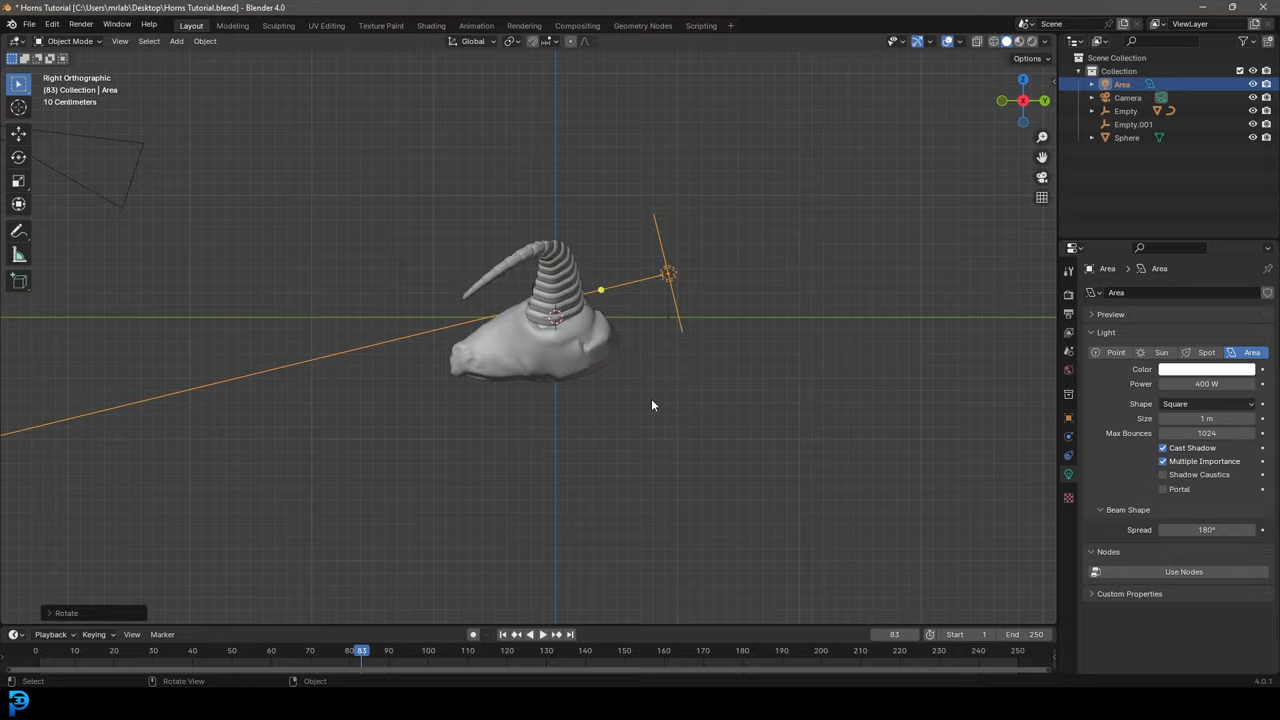 * Horns Tutorial [C:\Users\mrlab\Desktop\Horns Tutorial.blend] - Blender 4.0
File Edit Render Window Help Layout Modeling Sculpting UV Editing Texture Paint Shading Animation Rendering Compositing Geometry Nodes Scripting Scene ViewLayer
Object Mode View Select Add Object Global
Options
Right Orthographic
(83) Collection | Area
10 Centimeters
Z
X
Y
Scene Collection
Collection
Area
Camera
Empty
Empty.001
Sphere
Area Area
Area
Preview
Light
Point Sun Spot Area
Color
Power 400 W
Shape Square
Size 1 m
Max Bounces 1024
Cast Shadow
Multiple Importance
Shadow Caustics
Portal
Beam Shape
Spread 180°
Nodes
Use Nodes
Custom Properties
Rotate
Playback Keying View Marker 83 Start 1 End 250
0 10 20 30 40 50 60 70 80 83 90 100 110 120 130 140 150 160 170 180 190 200 210 220 230 240 250
Select Rotate View Object 4.0.1